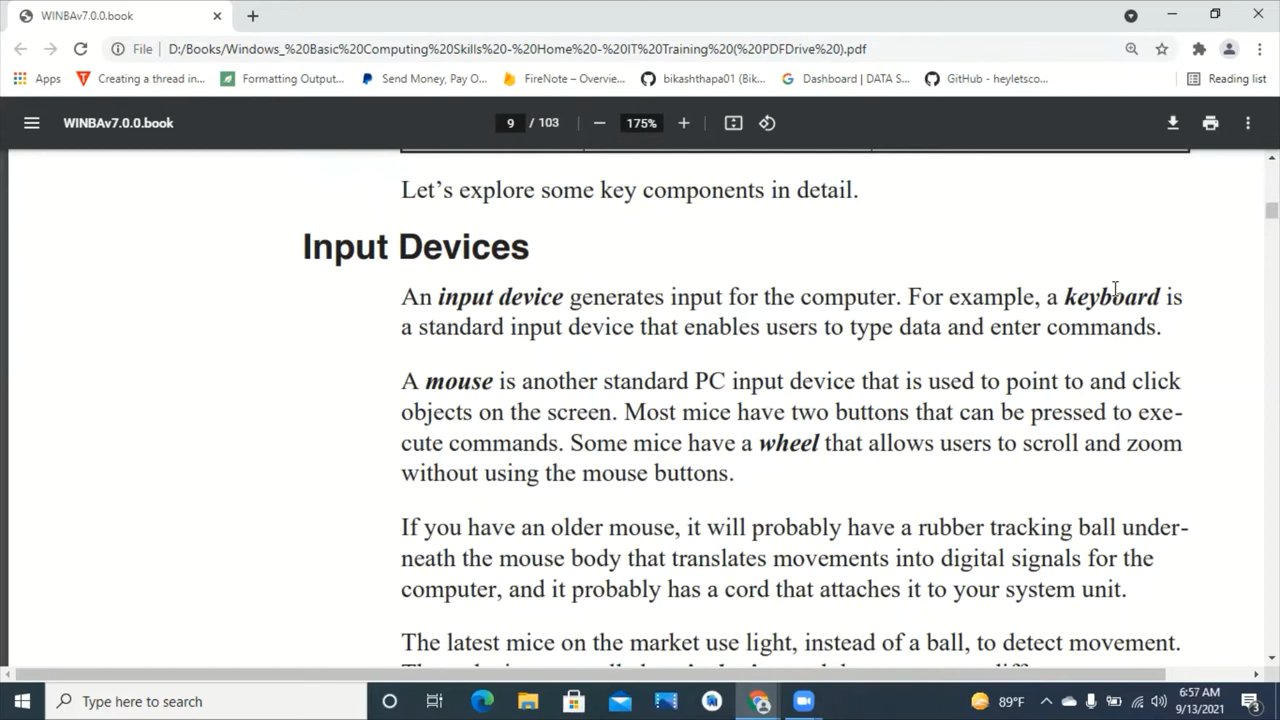 WINBAv7.0.0.book
File D:/Books/Windows_%20Basic%20Computing%20Skills%20-%20Home%20-%20IT%20Training%20(%20PDFDrive%20).pdf
Apps Creating a thread in... Formatting Output... Send Money, Pay O... FireNote – Overvie... bikashthapa01 (Bik... Dashboard | DATA S... GitHub - heyletsco... Reading list
WINBAv7.0.0.book 9 / 103 175%
Let’s explore some key components in detail.
Input Devices
An input device generates input for the computer. For example, a keyboard is
a standard input device that enables users to type data and enter commands.
A mouse is another standard PC input device that is used to point to and click
objects on the screen. Most mice have two buttons that can be pressed to exe-
cute commands. Some mice have a wheel that allows users to scroll and zoom
without using the mouse buttons.
If you have an older mouse, it will probably have a rubber tracking ball under-
neath the mouse body that translates movements into digital signals for the
computer, and it probably has a cord that attaches it to your system unit.
The latest mice on the market use light, instead of a ball, to detect movement.
Type here to search
89°F
6:57 AM
9/13/2021
3